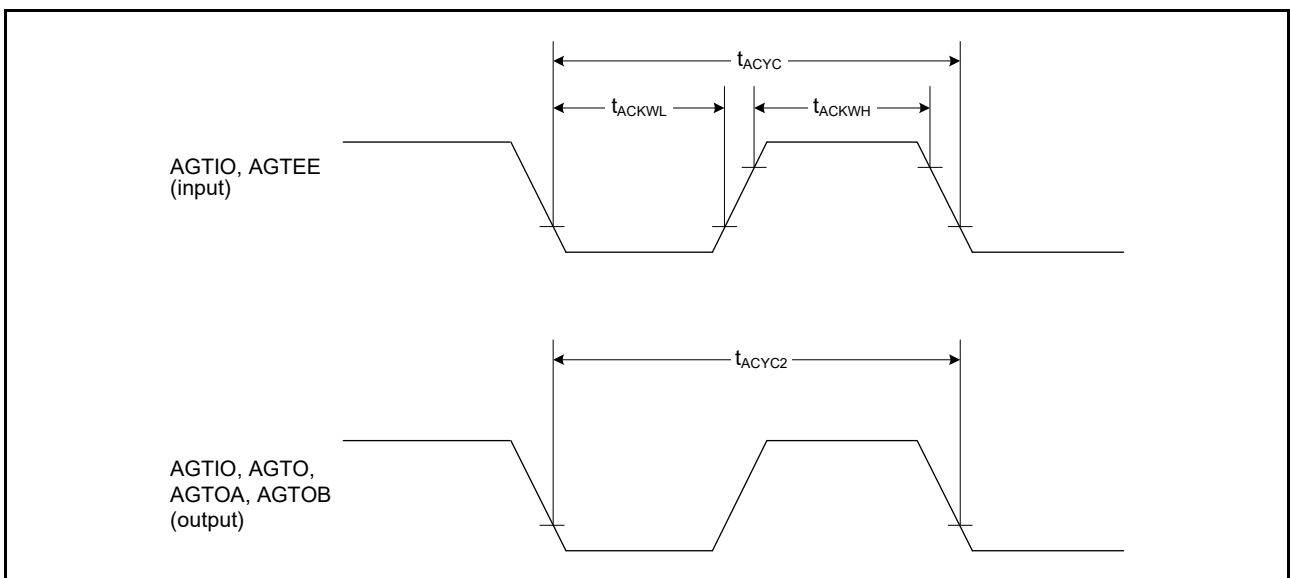 tACYC
tACKWL
tACKWH
AGTIO, AGTEE
(input)
tACYC2
AGTIO, AGTO,
AGTOA, AGTOB
(output)